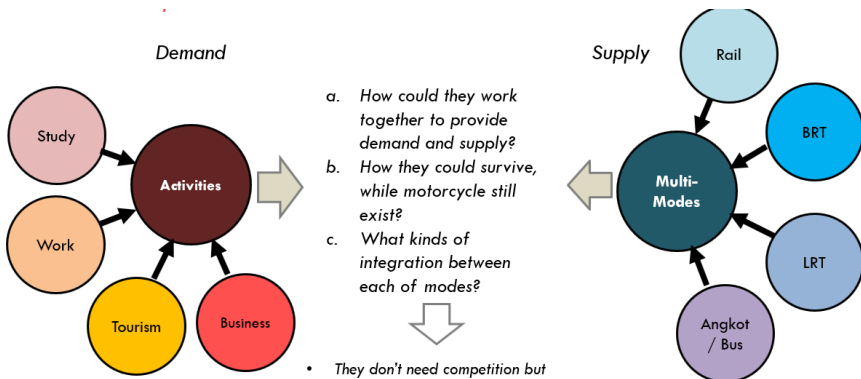 Demand
Supply
Study
Work
Tourism
Business
Activities
a. How could they work
together to provide
demand and supply?
b. How they could survive,
while motorcycle still
exist?
c. What kinds of
integration between
each of modes?
• They don't need competition but
Rail
BRT
LRT
Angkot
/ Bus
Multi-
Modes